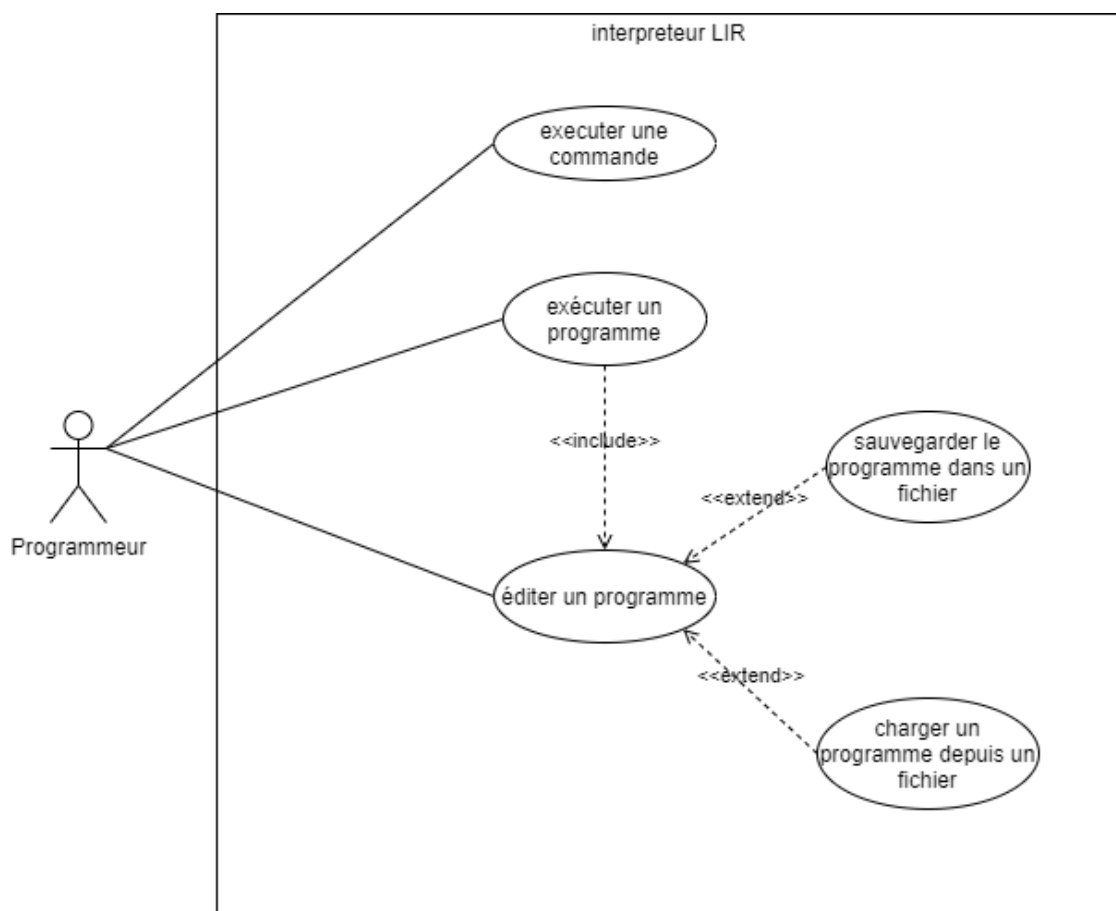 interpreteur LIR
executer une
commande
exécuter un
programme
<<include>>
sauvegarder le
programme dans un
fichier
<<extend>>
Programmeur
éditer un programme
<<extend>>
charger un
programme depuis un
fichier